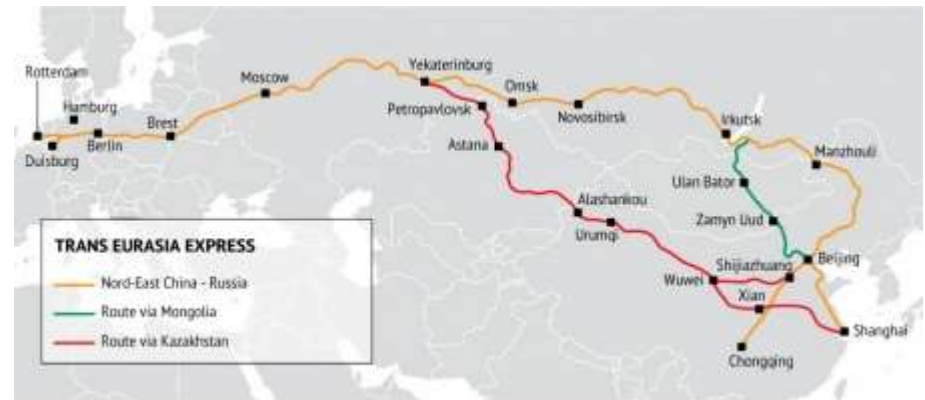 Rotterdam
Hamburg
Duisburg
Berlin
Brest
Moscow
Yekaterinburg
Petropavlovsk
Omsk
Novosibirsk
Irkutsk
Manzhouli
Astana
Ulan Bator
Alashankou
Urumqi
Zamyn Uud
Beijing
Shijiazhuang
Wuwei
Xian
Shanghai
Chongqing
TRANS EURASIA EXPRESS
Nord-East China - Russia
Route via Mongolia
Route via Kazakhstan